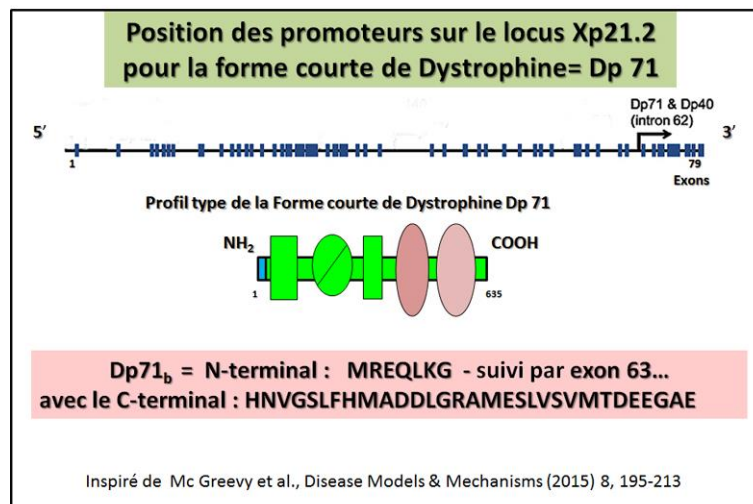 Position des promoteurs sur le locus Xp21.2
pour la forme courte de Dystrophine= Dp 71
Dp71 & Dp40
(intron 62)
5′
3′
1
79
Exons
Profil type de la Forme courte de Dystrophine Dp 71
NH2
COOH
1
635
Dp71b = N-terminal : MREQLKG - suivi par exon 63...
avec le C-terminal : HNVGSLFHMADDLGRAMESLVSVMTDEEGAE
Inspiré de Mc Greevy et al., Disease Models & Mechanisms (2015) 8, 195-213